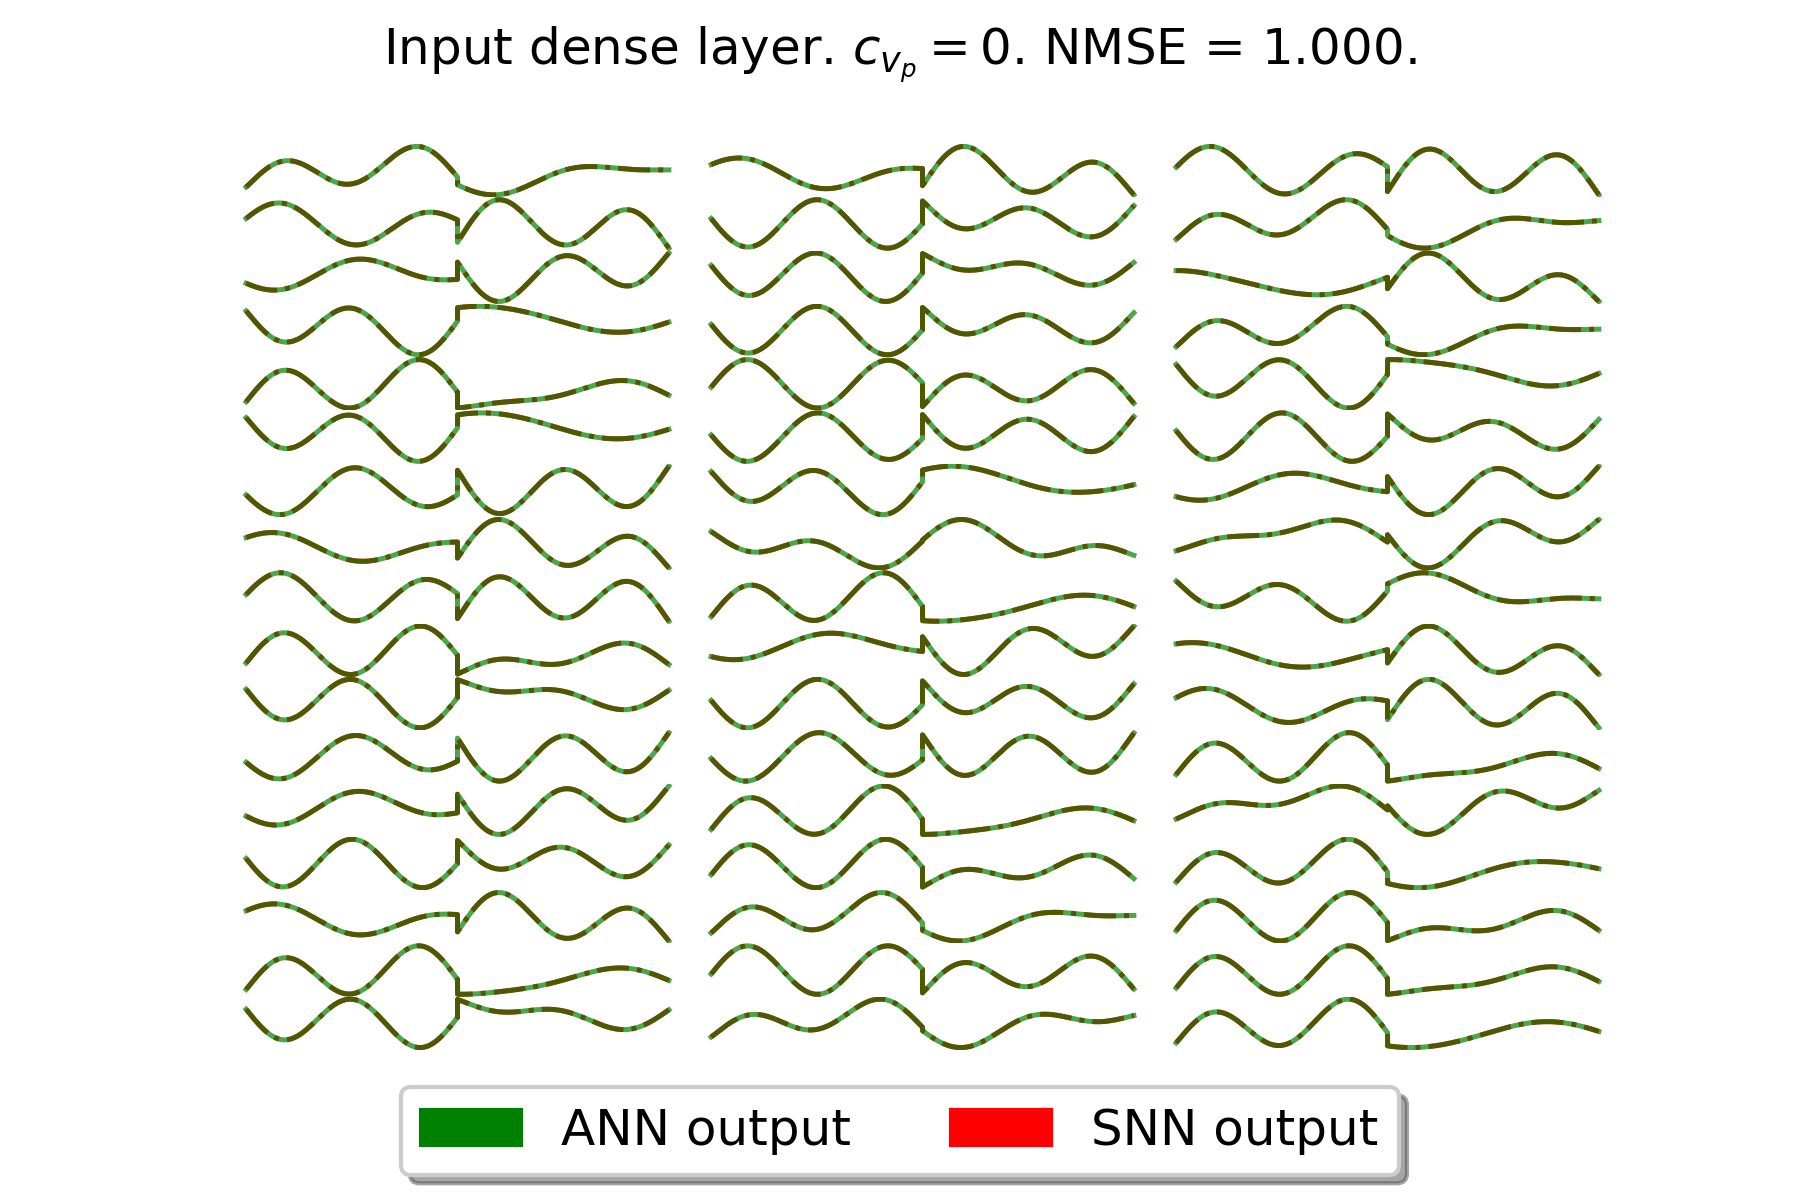 Input dense layer. $c_{v_p} = 0$. NMSE = 1.000.
ANN output
SNN output